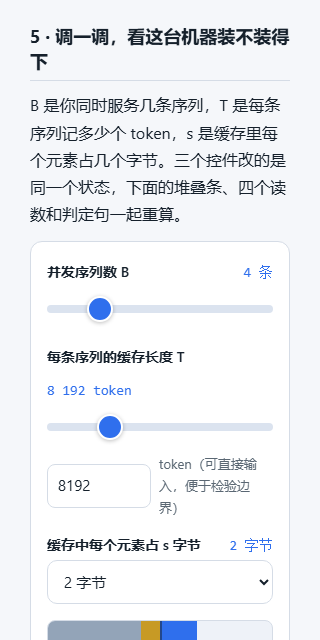 5 · 调一调，看这台机器装不装得
下
B 是你同时服务几条序列，T 是每条
序列记多少个 token，s 是缓存里每
个元素占几个字节。三个控件改的是
同一个状态，下面的堆叠条、四个读
数和判定句一起重算。
并发序列数 B 4 条
每条序列的缓存长度 T
8 192 token
8192
token（可直接输
入，便于检验边
界）
缓存中每个元素占 s 字节 2 字节
2 字节